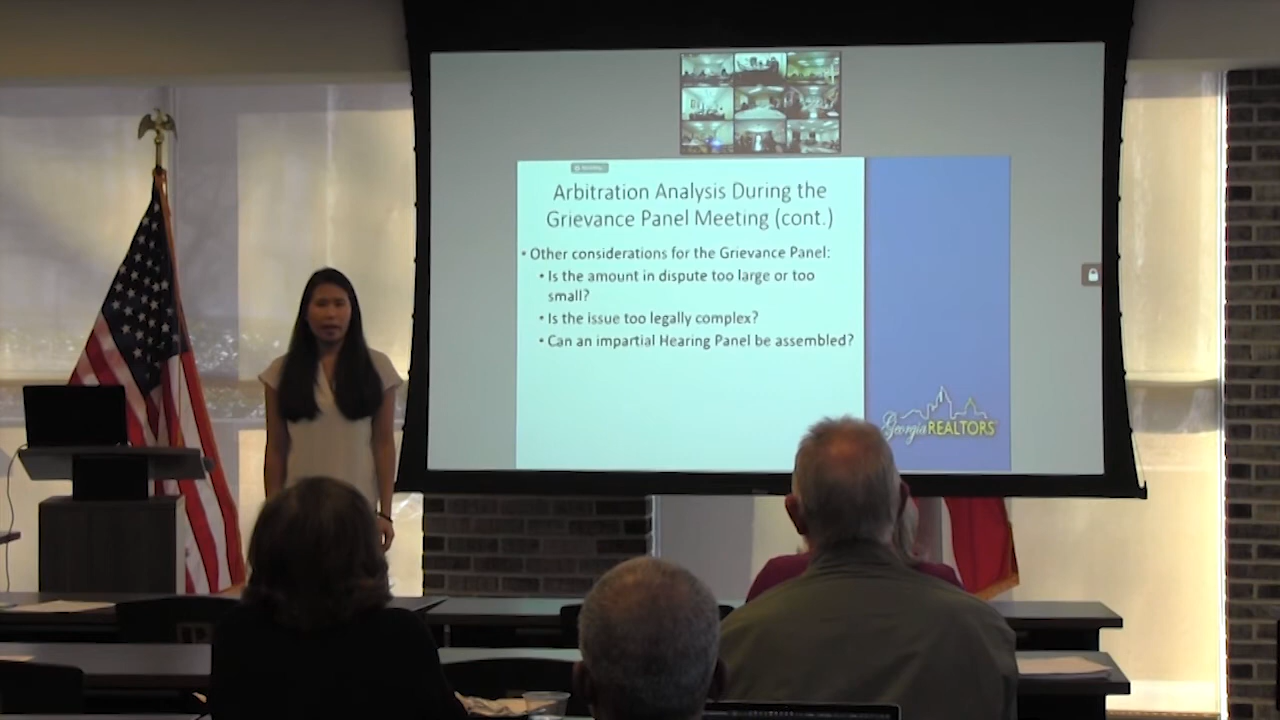 Arbitration Analysis During the
Grievance Panel Meeting (cont.)
• Other considerations for the Grievance Panel:
• Is the amount in dispute too large or too
small?
• Is the issue too legally complex?
• Can an impartial Hearing Panel be assembled?
Georgia REALTORS